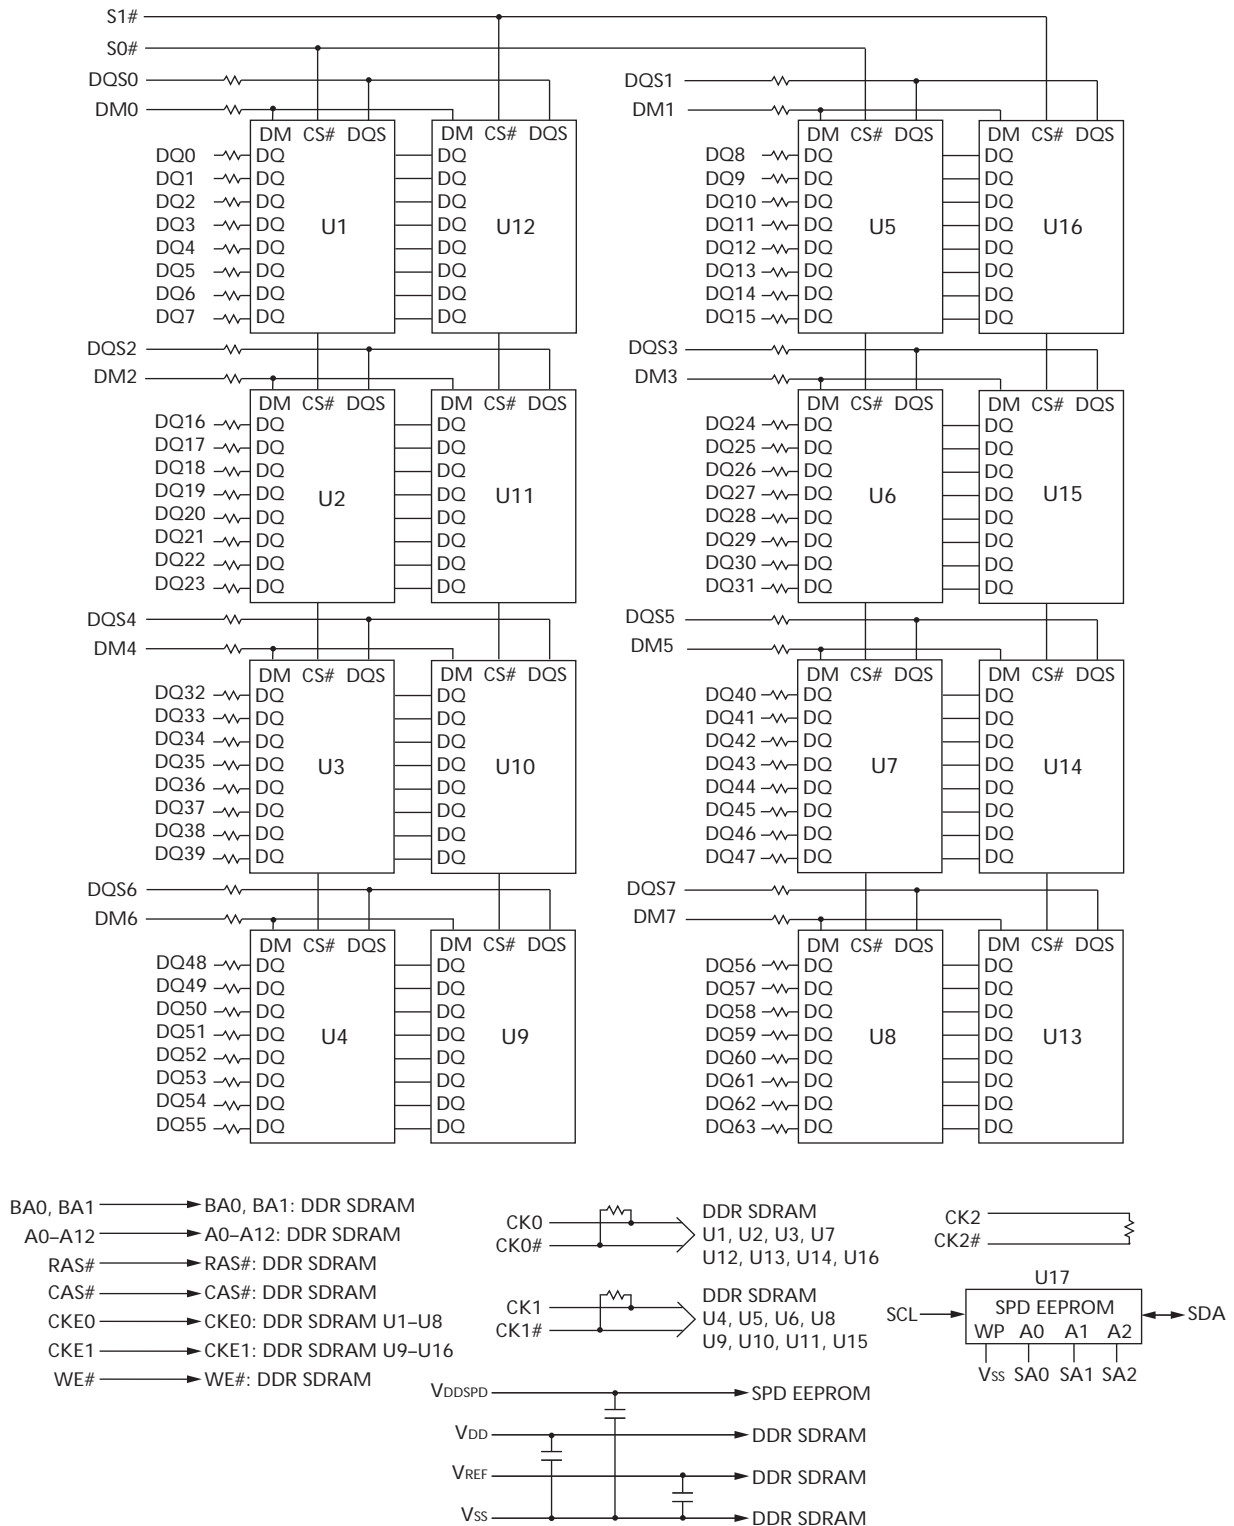 S1#
S0#
DQS0 DQS1
DM0 DM1
DM CS# DQS DM CS# DQS DM CS# DQS DM CS# DQS
DQ0 DQ DQ DQ8 DQ DQ
DQ1 DQ DQ DQ9 DQ DQ
DQ2 DQ DQ DQ10 DQ DQ
DQ3 DQ U1 DQ U12 DQ11 DQ U5 DQ U16
DQ4 DQ DQ DQ12 DQ DQ
DQ5 DQ DQ DQ13 DQ DQ
DQ6 DQ DQ DQ14 DQ DQ
DQ7 DQ DQ DQ15 DQ DQ
DQS2 DQS3
DM2 DM3
DM CS# DQS DM CS# DQS DM CS# DQS DM CS# DQS
DQ16 DQ DQ DQ24 DQ DQ
DQ17 DQ DQ DQ25 DQ DQ
DQ18 DQ DQ DQ26 DQ DQ
DQ19 DQ U2 DQ U11 DQ27 DQ U6 DQ U15
DQ20 DQ DQ DQ28 DQ DQ
DQ21 DQ DQ DQ29 DQ DQ
DQ22 DQ DQ DQ30 DQ DQ
DQ23 DQ DQ DQ31 DQ DQ
DQS4 DQS5
DM4 DM5
DM CS# DQS DM CS# DQS DM CS# DQS DM CS# DQS
DQ32 DQ DQ DQ40 DQ DQ
DQ33 DQ DQ DQ41 DQ DQ
DQ34 DQ DQ DQ42 DQ DQ
DQ35 DQ U3 DQ U10 DQ43 DQ U7 DQ U14
DQ36 DQ DQ DQ44 DQ DQ
DQ37 DQ DQ DQ45 DQ DQ
DQ38 DQ DQ DQ46 DQ DQ
DQ39 DQ DQ DQ47 DQ DQ
DQS6 DQS7
DM6 DM7
DM CS# DQS DM CS# DQS DM CS# DQS DM CS# DQS
DQ48 DQ DQ DQ56 DQ DQ
DQ49 DQ DQ DQ57 DQ DQ
DQ50 DQ DQ DQ58 DQ DQ
DQ51 DQ U4 DQ U9 DQ59 DQ U8 DQ U13
DQ52 DQ DQ DQ60 DQ DQ
DQ53 DQ DQ DQ61 DQ DQ
DQ54 DQ DQ DQ62 DQ DQ
DQ55 DQ DQ DQ63 DQ DQ
BA0, BA1 BA0, BA1: DDR SDRAM
A0–A12 A0–A12: DDR SDRAM
RAS# RAS#: DDR SDRAM
CAS# CAS#: DDR SDRAM
CKE0 CKE0: DDR SDRAM U1–U8
CKE1 CKE1: DDR SDRAM U9–U16
WE# WE#: DDR SDRAM
CK0
CK0#
DDR SDRAM
U1, U2, U3, U7
U12, U13, U14, U16
CK1
CK1#
DDR SDRAM
U4, U5, U6, U8
U9, U10, U11, U15
CK2
CK2#
U17
SCL SPD EEPROM SDA
WP A0 A1 A2
VSS SA0 SA1 SA2
VDDSPD SPD EEPROM
VDD DDR SDRAM
VREF DDR SDRAM
VSS DDR SDRAM